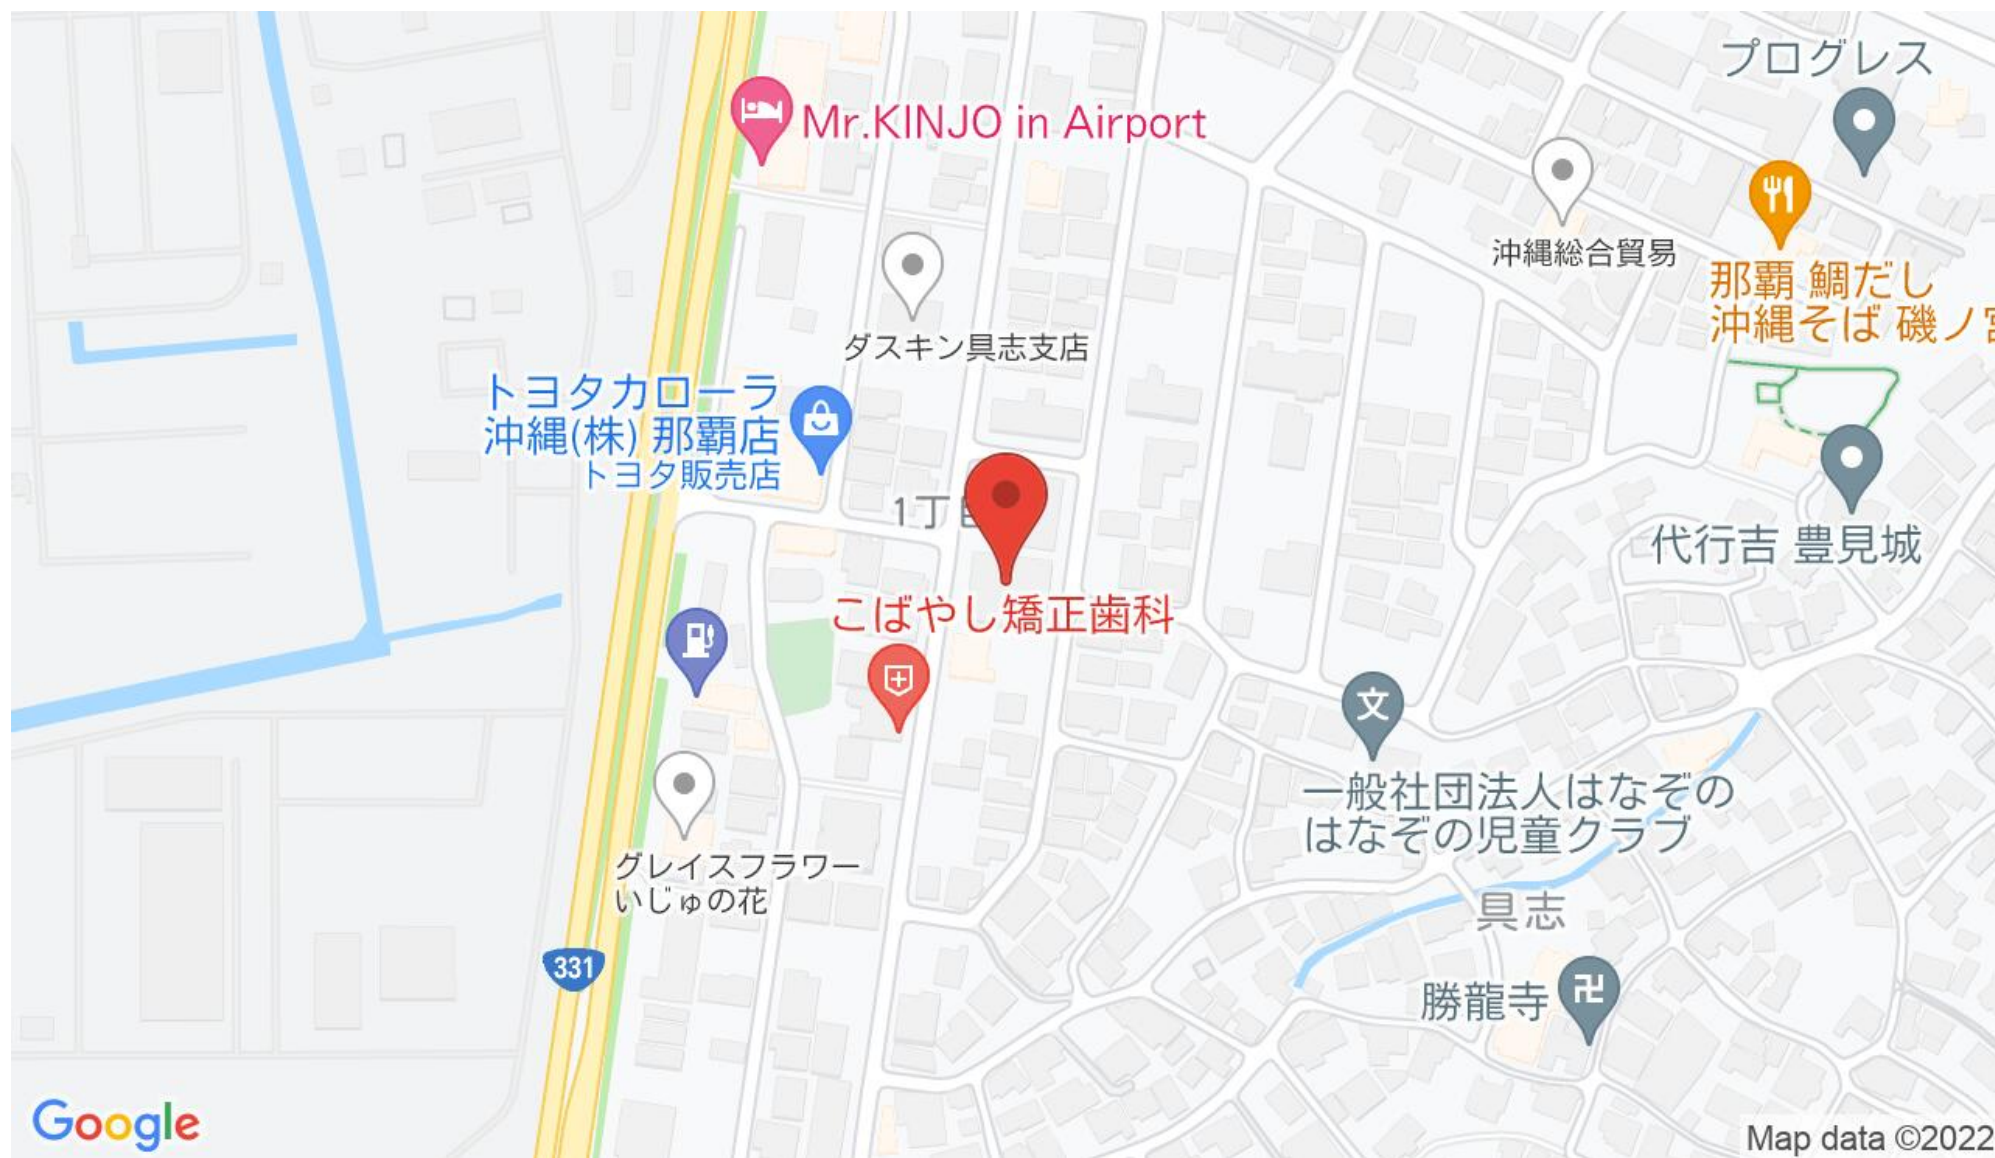 プログレス
Mr.KINJO in Airport
沖縄総合貿易
那覇 鯛だし
沖縄そば 磯ノ宮
ダスキン具志支店
トヨタカローラ
沖縄(株) 那覇店
トヨタ販売店
1丁目
代行吉 豊見城
こばやし矯正歯科
文
一般社団法人はなぞの
はなぞの児童クラブ
グレイスフラワー
いじゅの花
具志
331
勝龍寺
Google
Map data ©2022